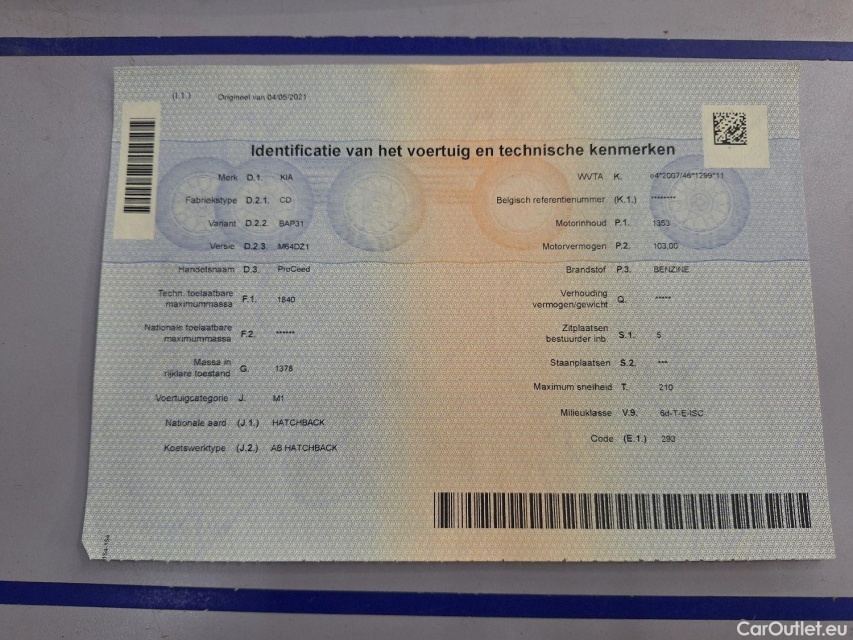 (I.1.) Origineel van 04/05/2021
Identificatie van het voertuig en technische kenmerken
Merk D.1. KIA
Fabriekstype D.2.1. CD
Variant D.2.2. BAP31
Versie D.2.3. M64DZ1
Handelsnaam D.3. ProCeed
Techn. toelaatbare
maximummassa F.1. 1840
Nationale toelaatbare
maximummassa F.2. ******
Massa in
rijklare toestand G. 1378
Voertuigcategorie J. M1
Nationale aard (J.1.) HATCHBACK
Koetswerktype (J.2.) AB HATCHBACK
WVTA K. e4*2007/46*1299*11
Belgisch referentienummer (K.1.) ********
Motorinhoud P.1. 1353
Motorvermogen P.2. 103,00
Brandstof P.3. BENZINE
Verhouding
vermogen/gewicht Q. *****
Zitplaatsen
bestuurder inb S.1. 5
Staanplaatsen S.2. ***
Maximum snelheid T. 210
Milieuklasse V.9. 6d-T-E-ISC
Code (E.1.) 293
CarOutlet.eu